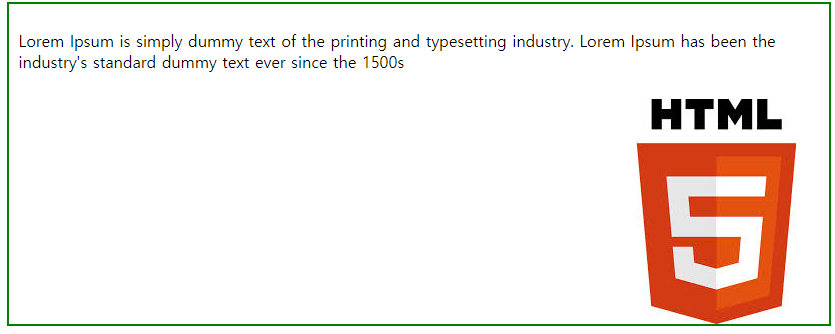 Lorem Ipsum is simply dummy text of the printing and typesetting industry. Lorem Ipsum has been the
industry's standard dummy text ever since the 1500s
HTML
5